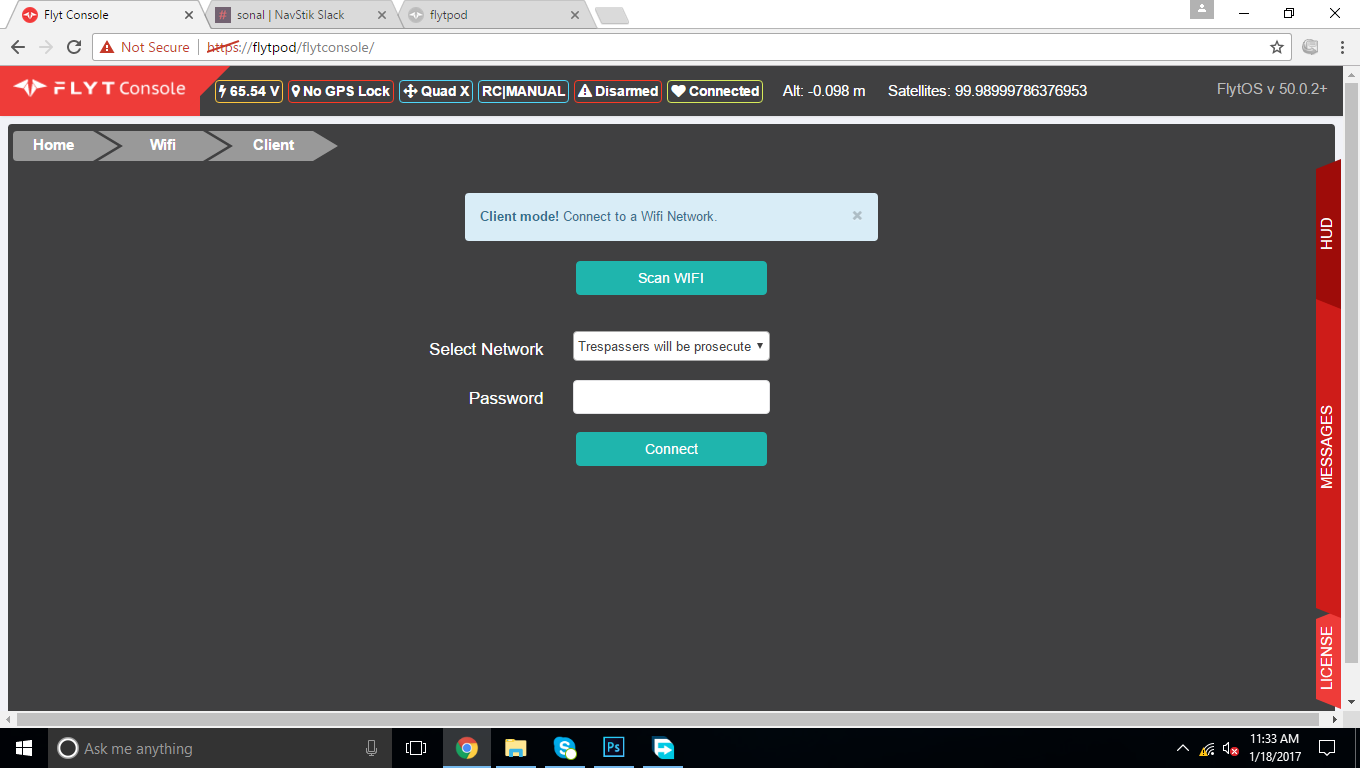 Flyt Console
sonal | NavStik Slack
flytpod
Not Secure
https://flytpod/flytconsole/
FLYT Console
65.54 V
No GPS Lock
Quad X
RC|MANUAL
Disarmed
Connected
Alt: -0.098 m
Satellites: 99.98999786376953
FlytOS v 50.0.2+
Home
Wifi
Client
Client mode! Connect to a Wifi Network.
Scan WIFI
Select Network
Trespassers will be prosecute
Password
Connect
HUD
MESSAGES
LICENSE
Ask me anything
Ps
11:33 AM
1/18/2017